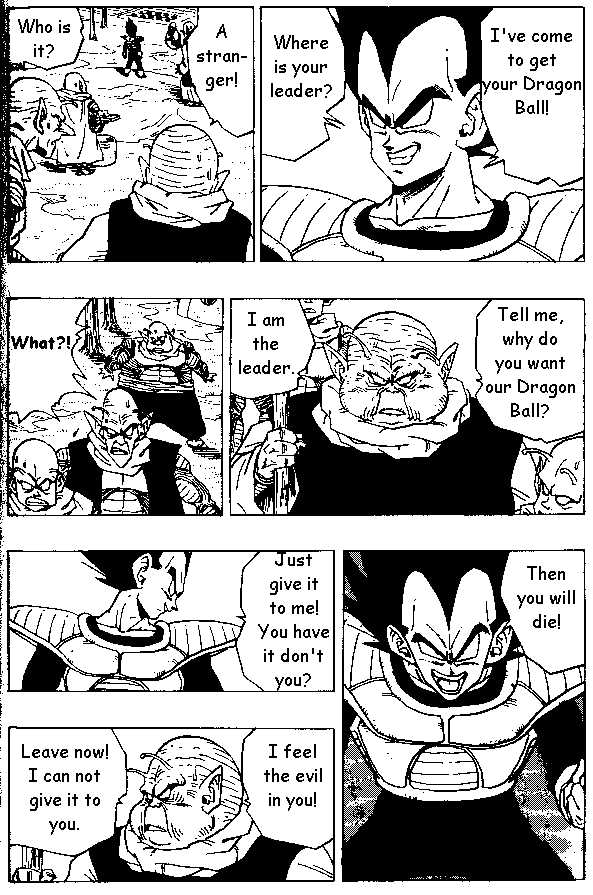 Who is
it?
A
stran-
ger!
Where
is your
leader?
I've come
to get
your Dragon
Ball!
What?!
I am
the
leader.
Tell me,
why do
you want
our Dragon
Ball?
Just
give it
to me!
You have
it don't
you?
Leave now!
I can not
give it to
you.
I feel
the evil
in you!
Then
you will
die!